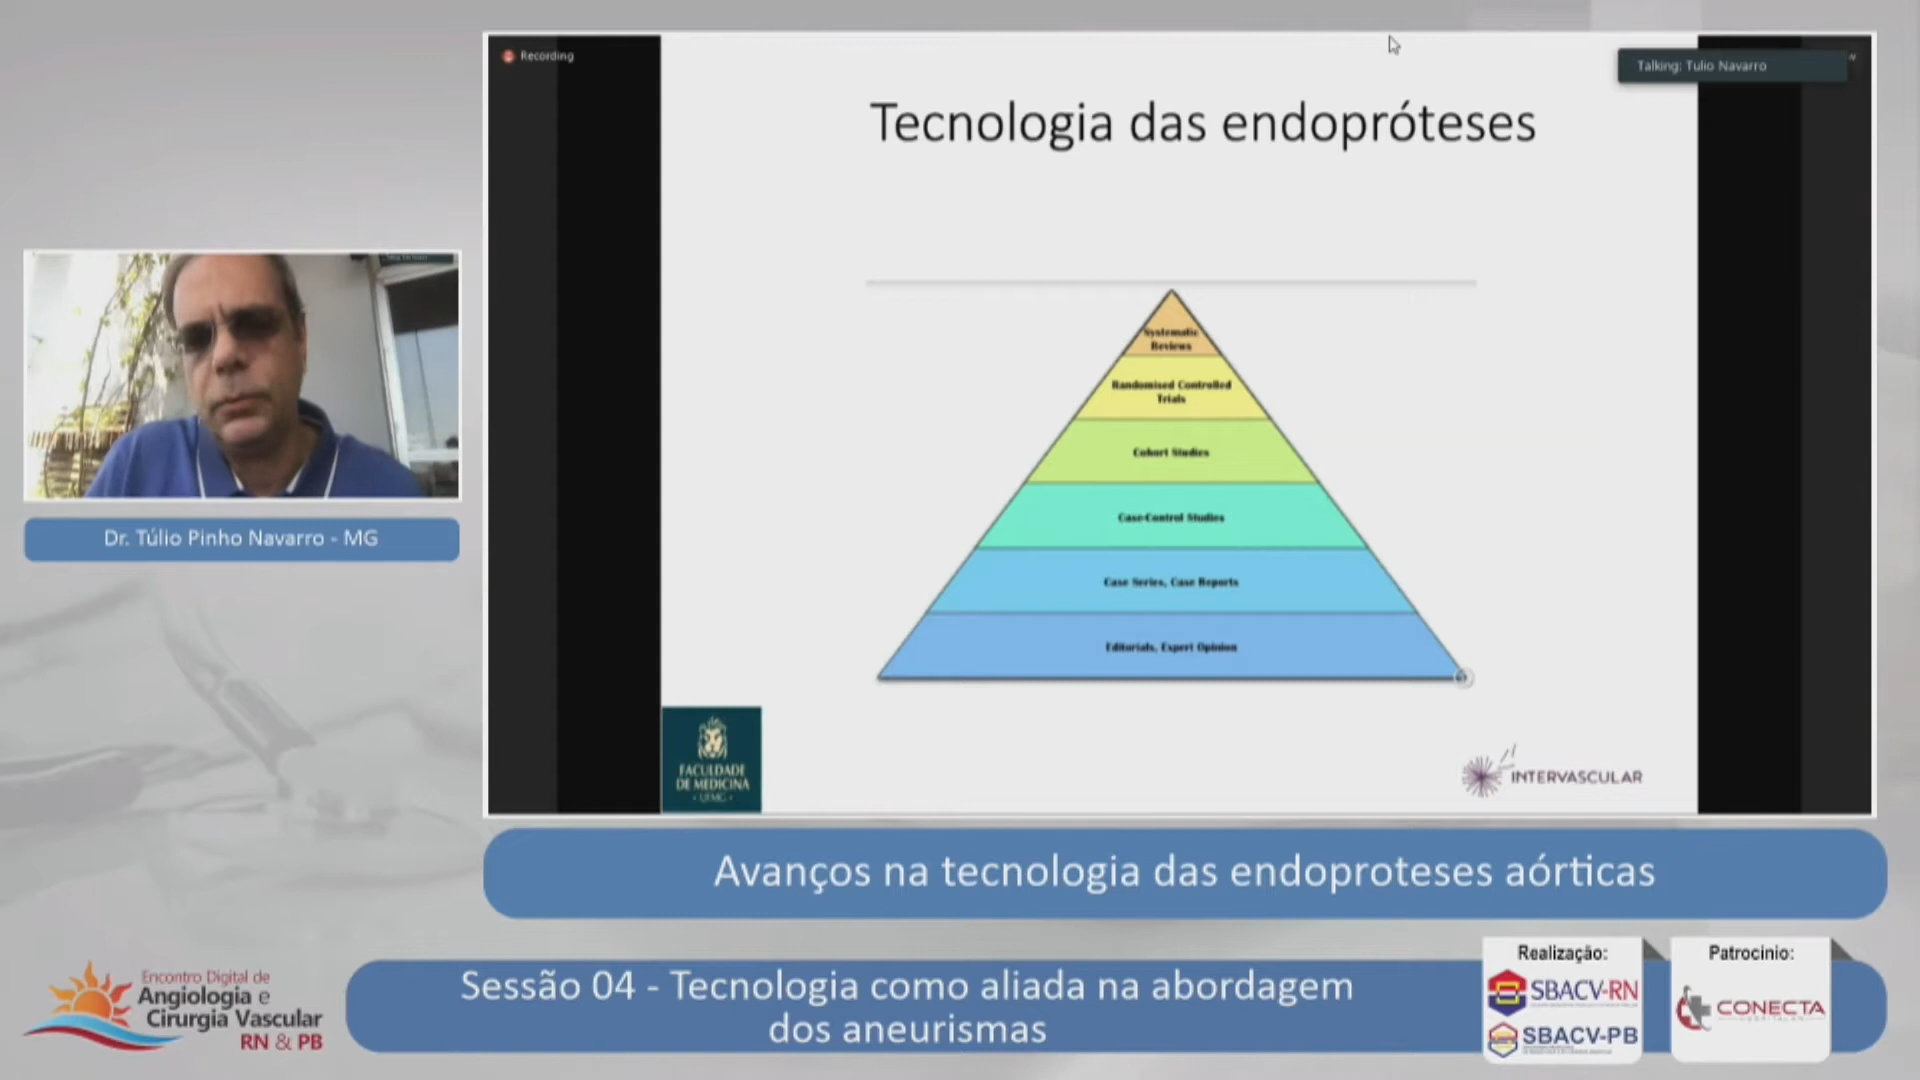 Recording
Talking: Tulio Navarro
Tecnologia das endopróteses
Systematic
Reviews
Randomised Controlled
Trials
Cohort Studies
Case-Control Studies
Case Series, Case Reports
Editorials, Expert Opinion
FACULDADE
DE MEDICINA
• UFMG •
INTERVASCULAR
Dr. Túlio Pinho Navarro - MG
Avanços na tecnologia das endoproteses aórticas
Encontro Digital de
Angiologia e
Cirurgia Vascular
RN & PB
Sessão 04 - Tecnologia como aliada na abordagem
dos aneurismas
Realização:
SBACV-RN
SBACV-PB
Patrocinio:
CONECTA